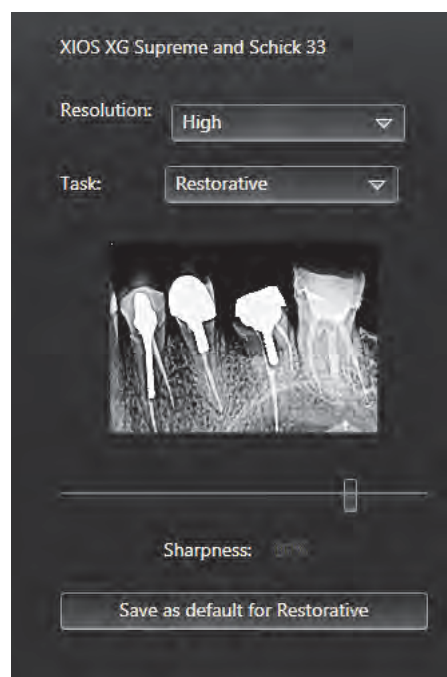 XIOS XG Supreme and Schick 33
Resolution: High
Task: Restorative
Sharpness:
Save as default for Restorative